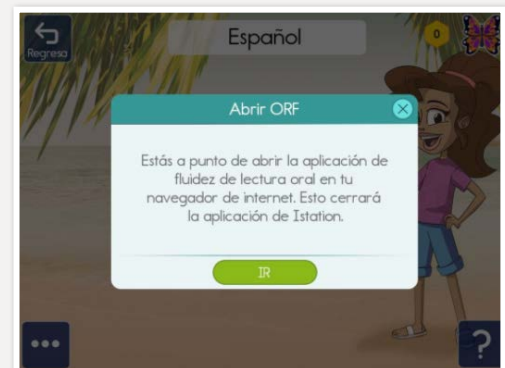 Regresa
Español
0
Abrir ORF
Estás a punto de abrir la aplicación de
fluidez de lectura oral en tu
navegador de internet. Esto cerrará
la aplicación de Istation.
IR
?